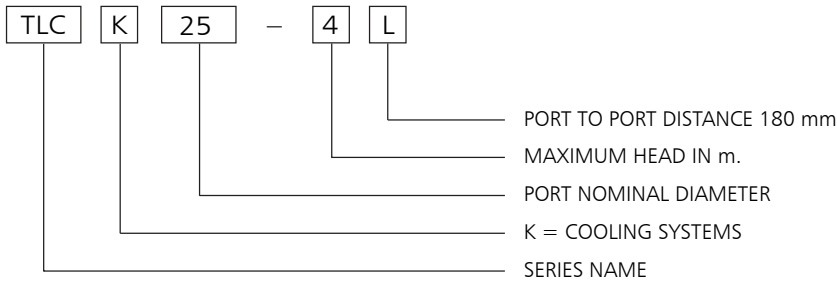 TLC K 25 – 4 L
PORT TO PORT DISTANCE 180 mm
MAXIMUM HEAD IN m.
PORT NOMINAL DIAMETER
K = COOLING SYSTEMS
SERIES NAME